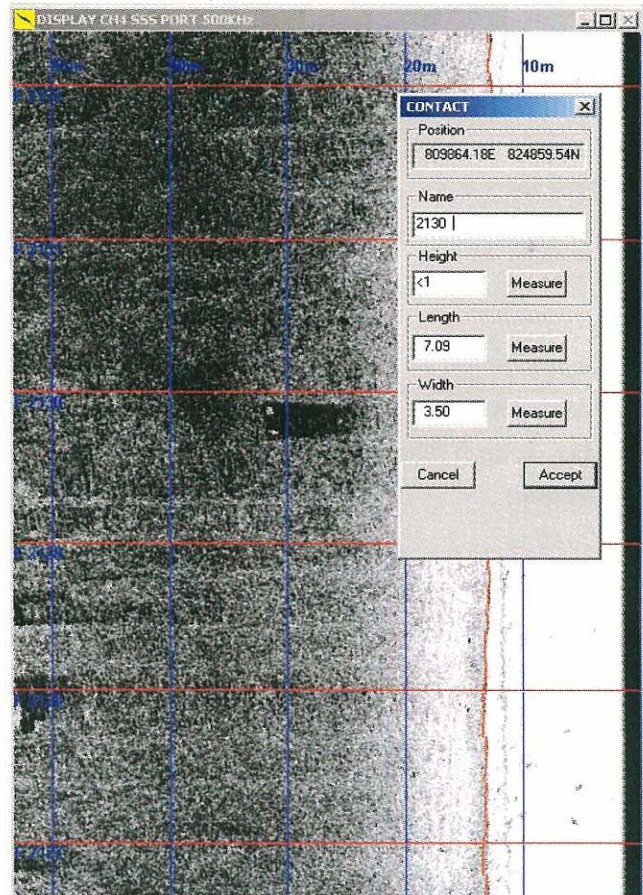 DISPLAY CH4 SSS PORT 500KHz
20m
10m
CONTACT
Position
809864.18E 824859.54N
Name
2130
Height
<1
Measure
Length
7.09
Measure
Width
3.50
Measure
Cancel
Accept